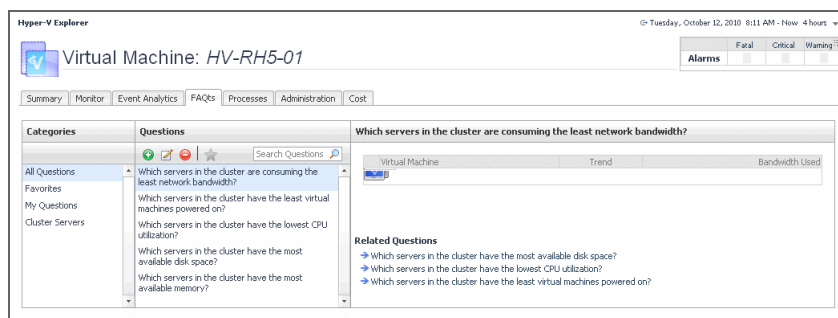 Hyper-V Explorer
Tuesday, October 12, 2010 8:11 AM - Now 4 hours
Virtual Machine: HV-RH5-01
Fatal Critical Warning
Alarms
Summary Monitor Event Analytics FAQts Processes Administration Cost
Categories
Questions
Which servers in the cluster are consuming the least network bandwidth?
Search Questions
All Questions
Favorites
My Questions
Cluster Servers
Which servers in the cluster are consuming the
least network bandwidth?
Which servers in the cluster have the least virtual
machines powered on?
Which servers in the cluster have the lowest CPU
utilization?
Which servers in the cluster have the most
available disk space?
Which servers in the cluster have the most
available memory?
Virtual Machine Trend Bandwidth Used
Related Questions
Which servers in the cluster have the most available disk space?
Which servers in the cluster have the lowest CPU utilization?
Which servers in the cluster have the least virtual machines powered on?